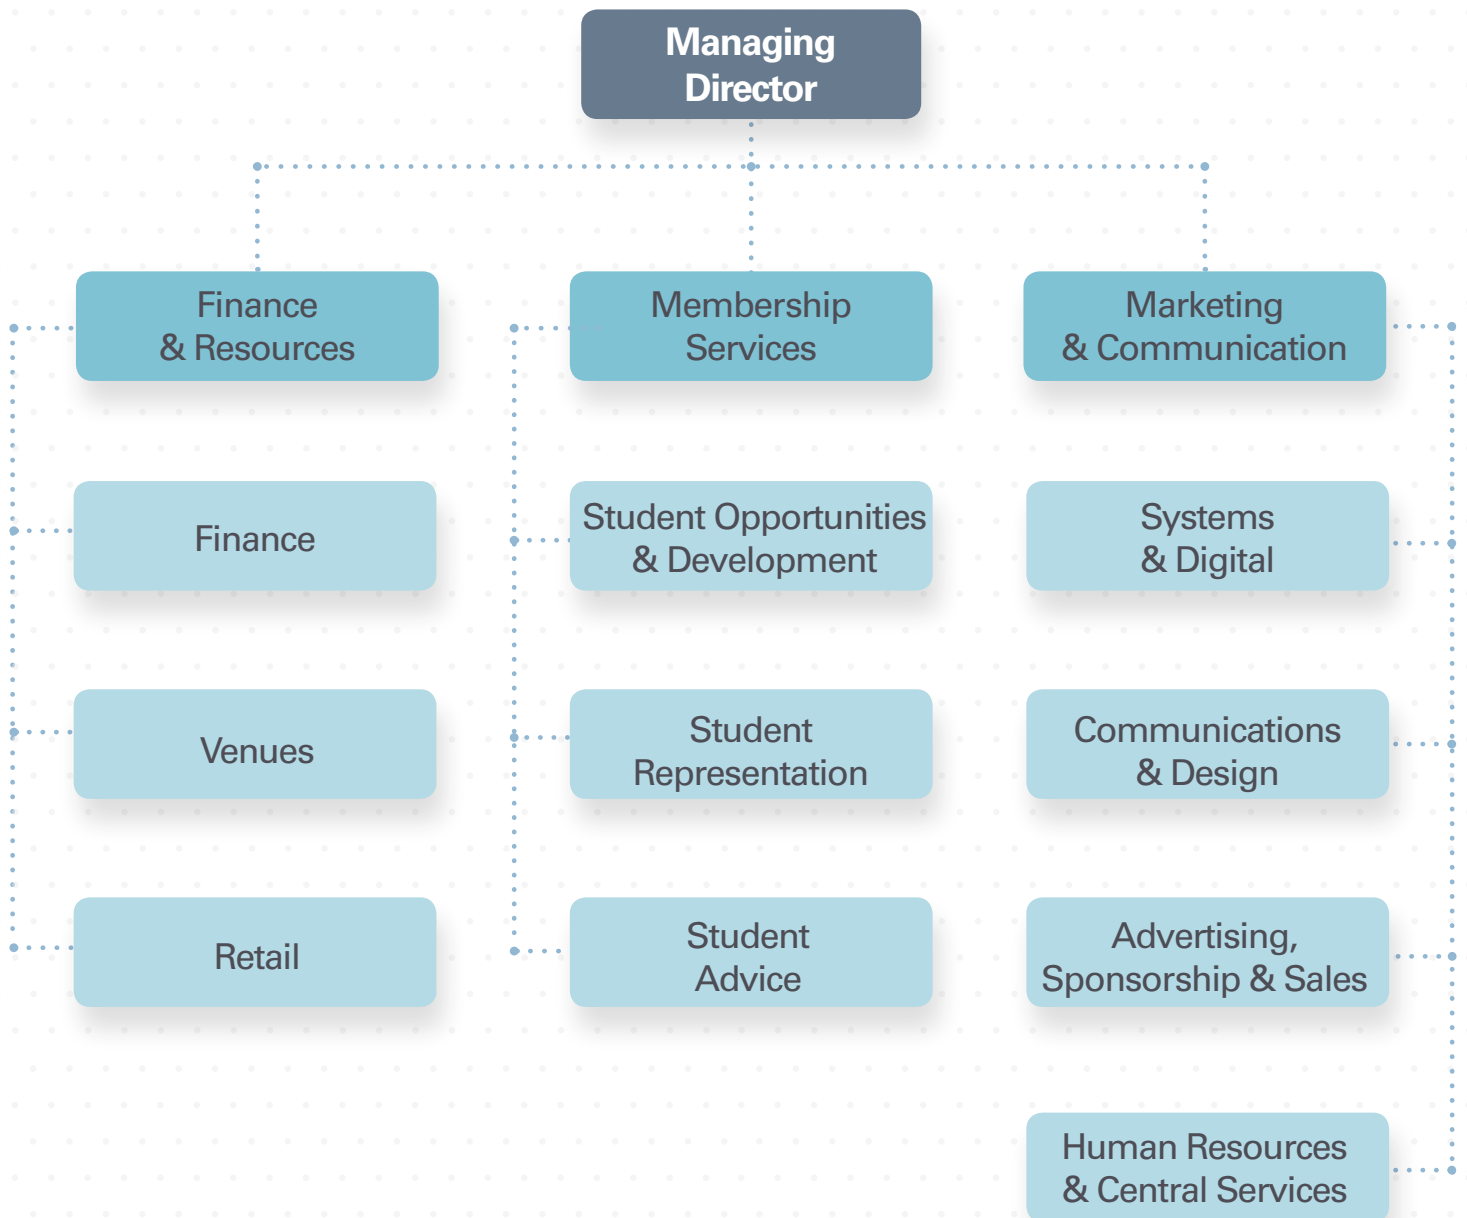 Managing
Director
Finance
& Resources
Membership
Services
Marketing
& Communication
Finance
Student Opportunities
& Development
Systems
& Digital
Venues
Student
Representation
Communications
& Design
Retail
Student
Advice
Advertising,
Sponsorship & Sales
Human Resources
& Central Services